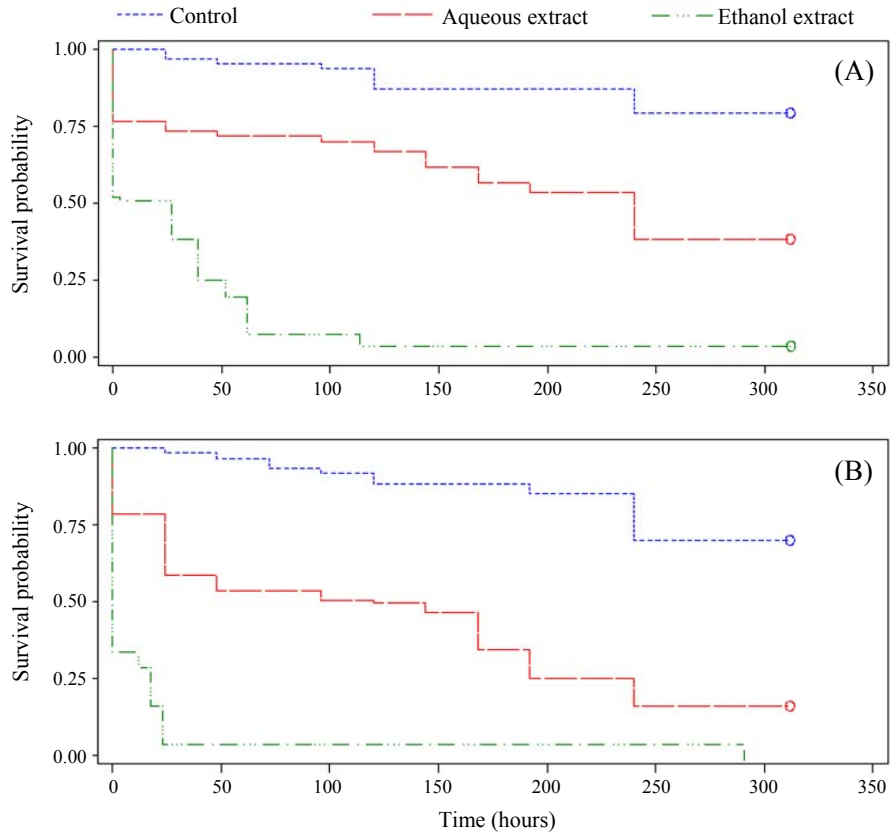 Control Aqueous extract Ethanol extract
(A)
Survival probability
1.00
0.75
0.50
0.25
0.00
0 50 100 150 200 250 300 350
(B)
Survival probability
1.00
0.75
0.50
0.25
0.00
0 50 100 150 200 250 300 350
Time (hours)